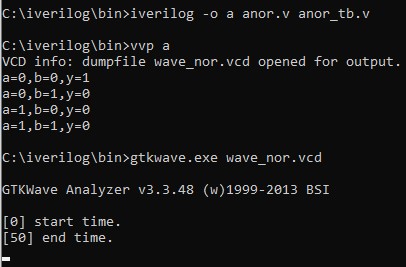 C:\iverilog\bin>iverilog -o a anor.v anor_tb.v
C:\iverilog\bin>vvp a
VCD info: dumpfile wave_nor.vcd opened for output.
a=0,b=0,y=1
a=0,b=1,y=0
a=1,b=0,y=0
a=1,b=1,y=0
C:\iverilog\bin>gtkwave.exe wave_nor.vcd
GTKWave Analyzer v3.3.48 (w)1999-2013 BSI
[0] start time.
[50] end time.